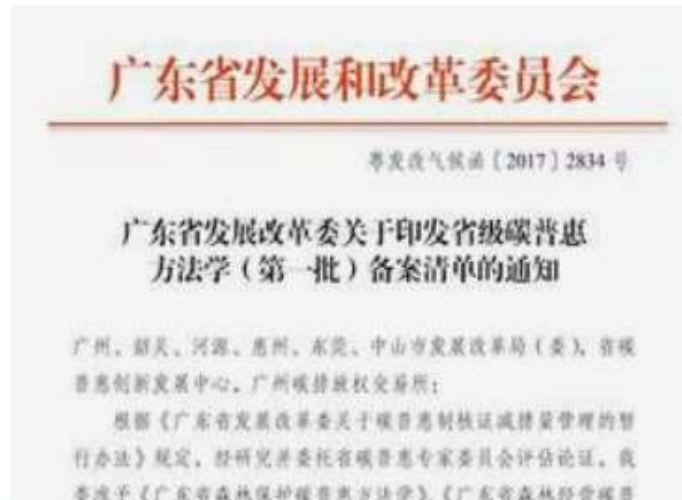 广东省发展和改革委员会
粤发改气候函〔2017〕2834 号
广东省发展改革委关于印发省级碳普惠
方法学（第一批）备案清单的通知
广州、韶关、河源、惠州、东莞、中山市发展改革局（委），省碳
普惠创新发展中心、广州碳排放权交易所：
根据《广东省发展改革委关于碳普惠制核证减排量管理的暂
行办法》规定，经研究并委托省碳普惠专家委员会评估论证，我
委准予《广东省森林保护碳普惠方法学》、《广东省森林经营碳普